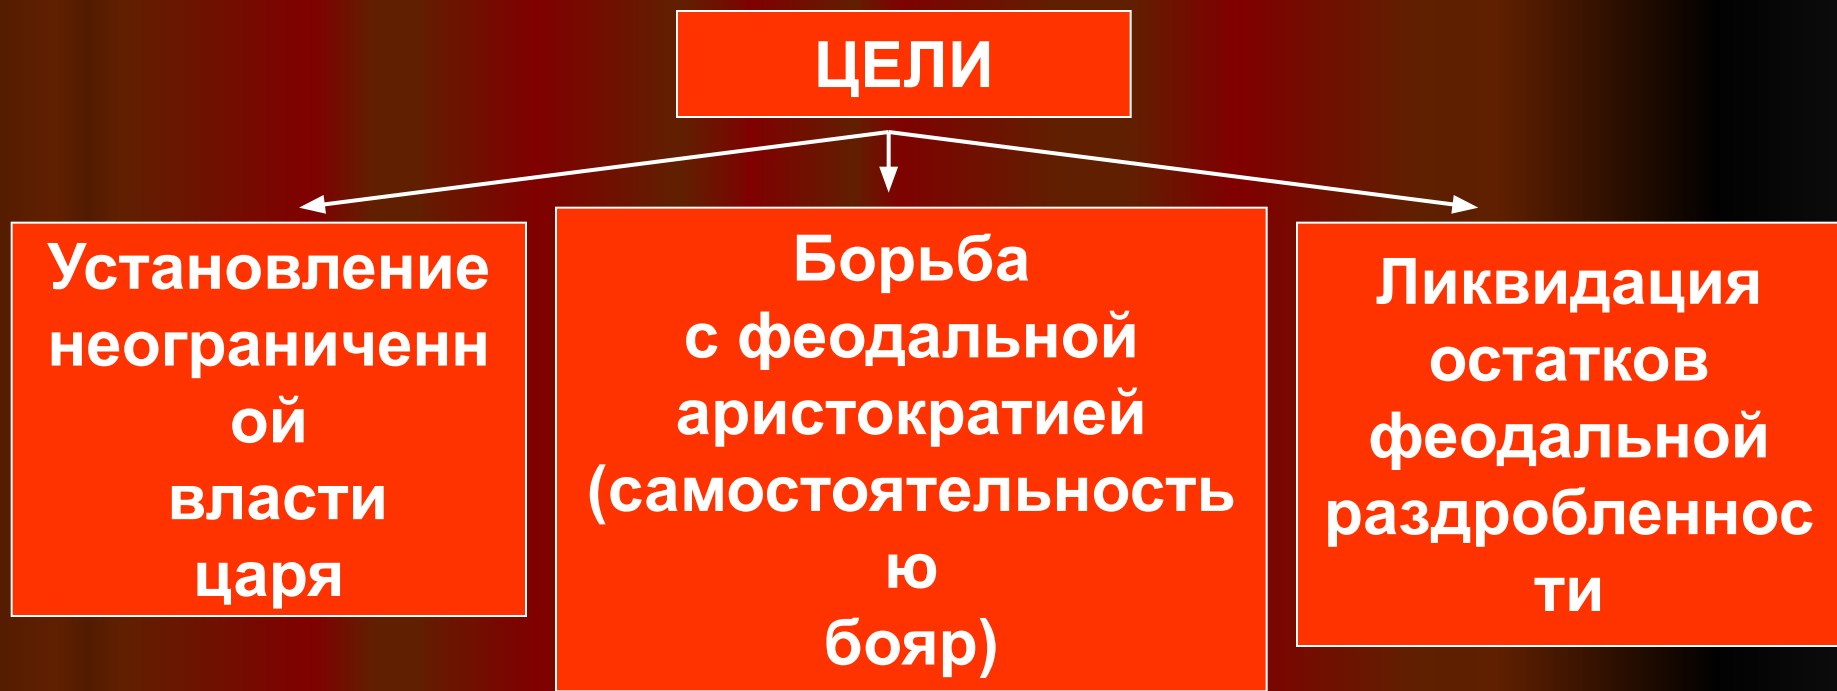 ЦЕЛИ
Установление
неограниченн
ой
власти
царя
Борьба
с феодальной
аристократией
(самостоятельность
ю
бояр)
Ликвидация
остатков
феодальной
раздробленнос
ти